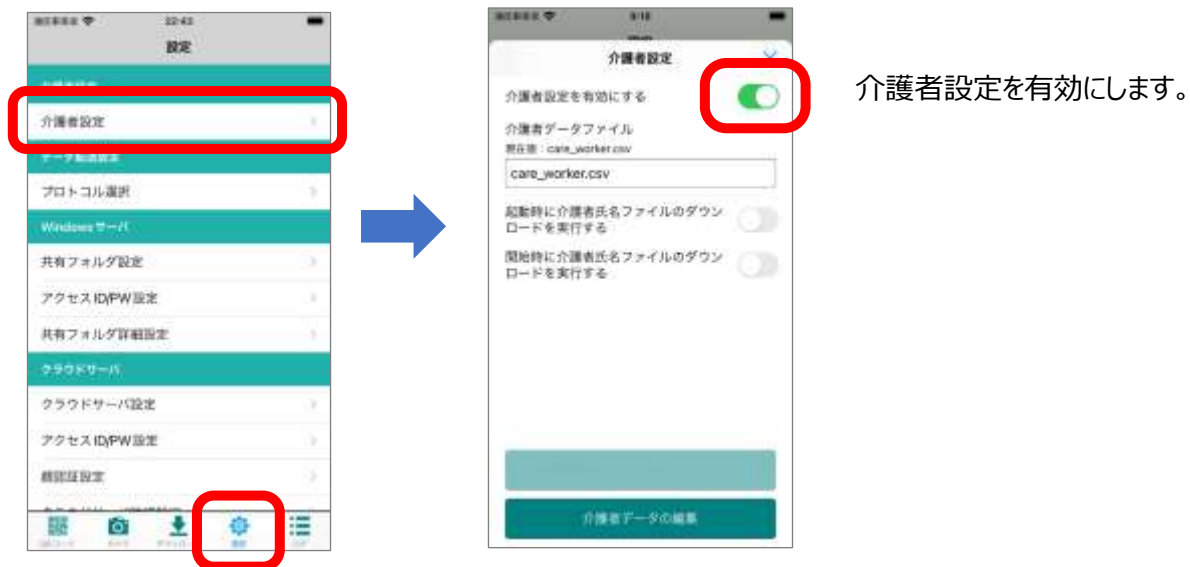 22:43
設定
介護者設定
プロトコル選択
Windowsサーバ
共有フォルダ設定
アクセスID/PW設定
共有フォルダ詳細設定
クラウドサーバ
クラウドサーバ設定
アクセスID/PW設定
設定
介護者設定
介護者設定を有効にする
介護者データファイル
現在値：care_worker.csv
care_worker.csv
起動時に介護者氏名ファイルのダウン
ロードを実行する
開始時に介護者氏名ファイルのダウン
ロードを実行する
介護者データの編集
介護者設定を有効にします。